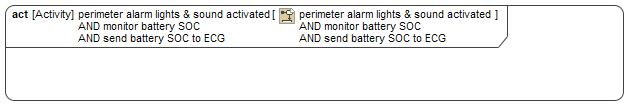 act [Activity] perimeter alarm lights & sound activated [ perimeter alarm lights & sound activated ]
AND monitor battery SOC AND monitor battery SOC
AND send battery SOC to ECG AND send battery SOC to ECG